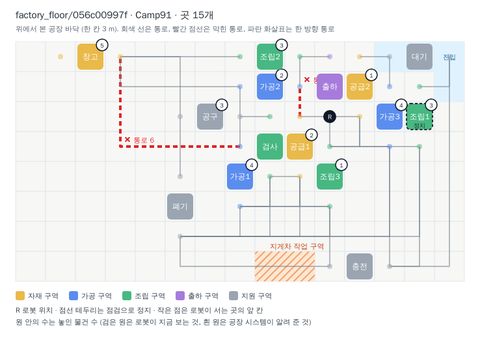 factory_floor/056c00997f · Camp91 · 곳 15개
위에서 본 공장 바닥 (한 칸 3 m). 회색 선은 통로, 빨간 점선은 막힌 통로, 파란 화살표는 한 방향 통로
창고 5
조립2 3
대기
진입
가공2 2
✕ 통
출하
공급2 1
공구 3
R
가공3 4
조립1 3
정지
✕ 통로 6
검사
공급1 2
가공1 4
조립3 1
폐기
지게차 작업 구역
충전
자재 구역
가공 구역
조립 구역
출하 구역
지원 구역
R 로봇 위치 · 점선 테두리는 점검으로 정지 · 작은 점은 로봇이 서는 곳의 앞 칸
원 안의 수는 놓인 물건 수 (검은 원은 로봇이 지금 보는 것, 흰 원은 공장 시스템이 알려 준 것)